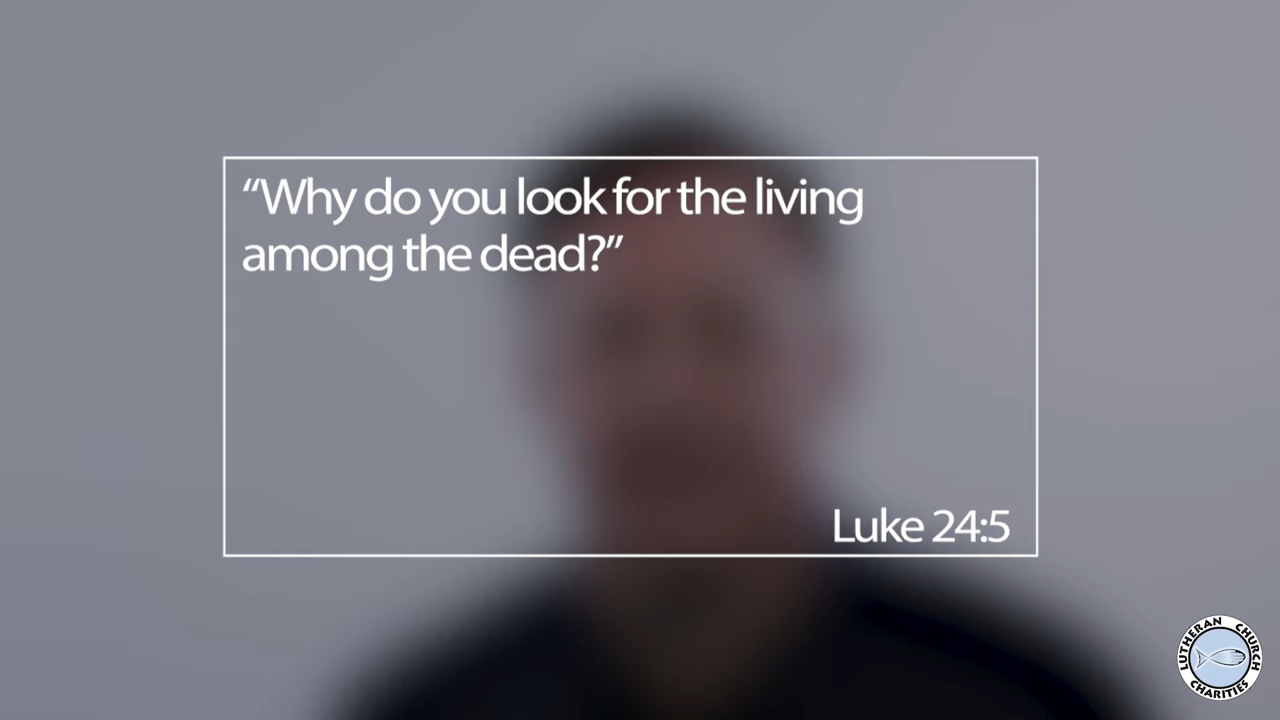 “Why do you look for the living
among the dead?”
Luke 24:5
LUTHERAN CHURCH
CHARITIES